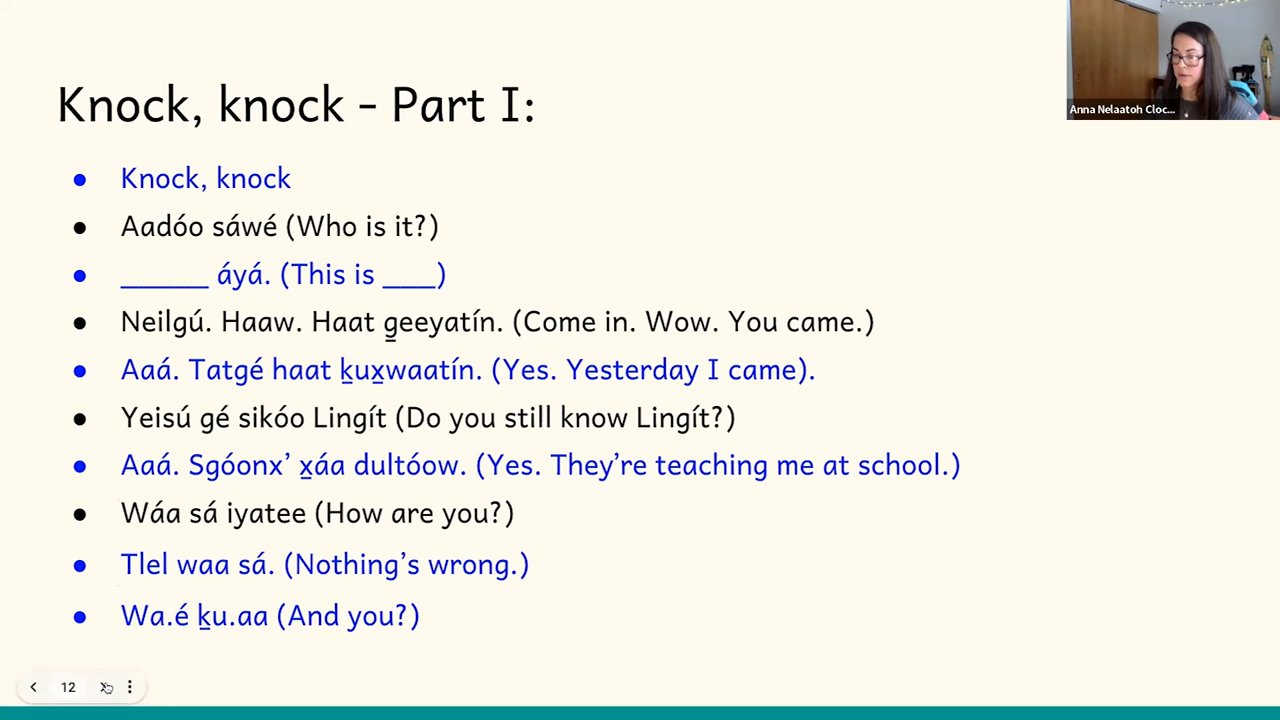 Anna Nelaatoh Cloc...
Knock, knock - Part I:
● Knock, knock
● Aadóo sáwé (Who is it?)
● _____ áyá. (This is ___)
● Neilgú. Haaw. Haat g̱eeyatín. (Come in. Wow. You came.)
● Aaá. Tatgé haat ḵux̱waatín. (Yes. Yesterday I came).
● Yeisú gé sikóo Lingít (Do you still know Lingít?)
● Aaá. Sgóonx’ x̱áa dultóow. (Yes. They’re teaching me at school.)
● Wáa sá iyatee (How are you?)
● Tlel waa sá. (Nothing’s wrong.)
● Wa.é ḵu.aa (And you?)
12